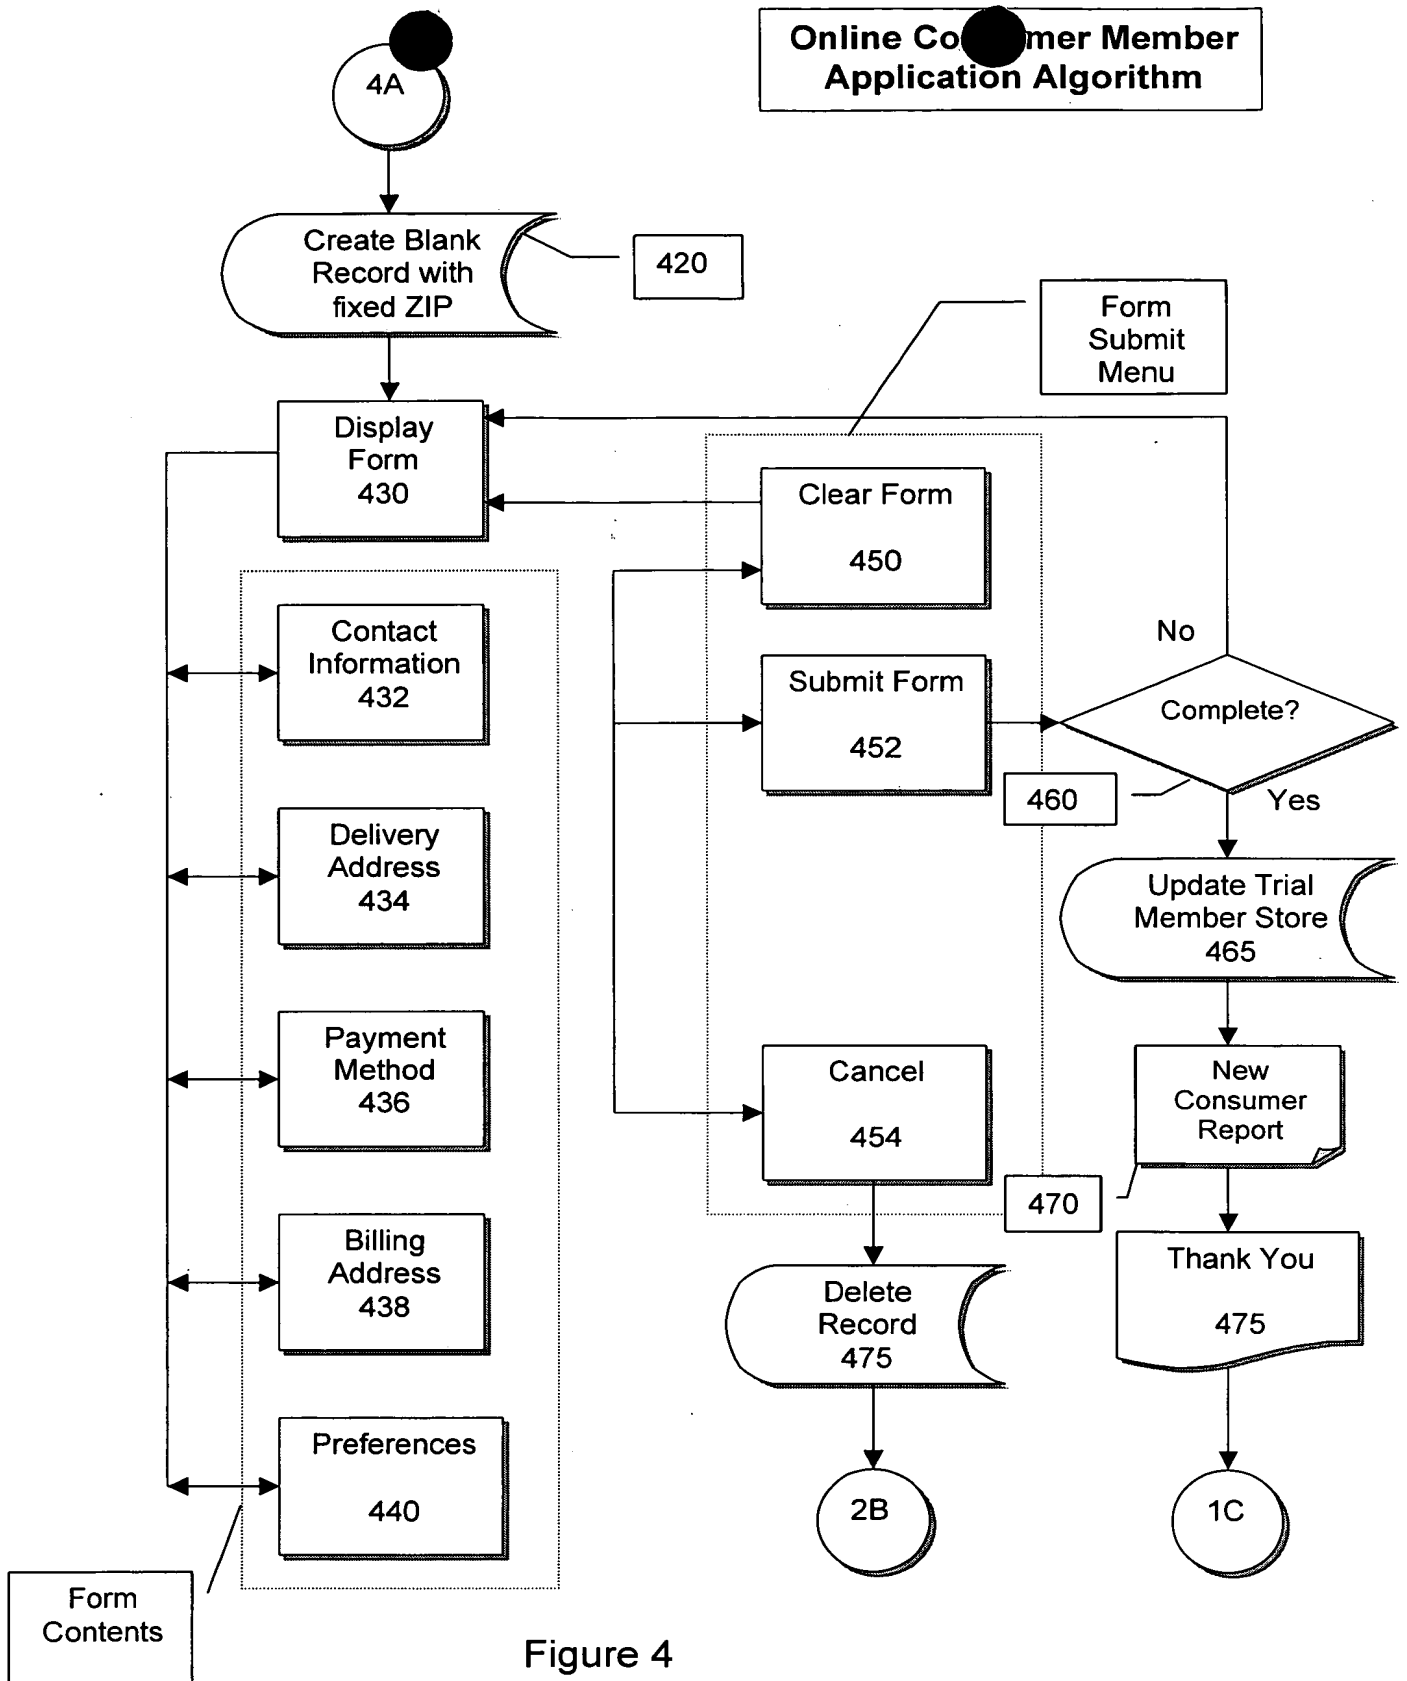 Online Co mer Member
Application Algorithm
4A
Create Blank
Record with
fixed ZIP
420
Form
Submit
Menu
Display
Form
430
Clear Form
450
Contact
Information
432
No
Submit Form
452
Complete?
460
Yes
Delivery
Address
434
Update Trial
Member Store
465
Payment
Method
436
Cancel
454
New
Consumer
Report
470
Billing
Address
438
Thank You
475
Delete
Record
475
Preferences
440
2B
1C
Form
Contents
Figure 4